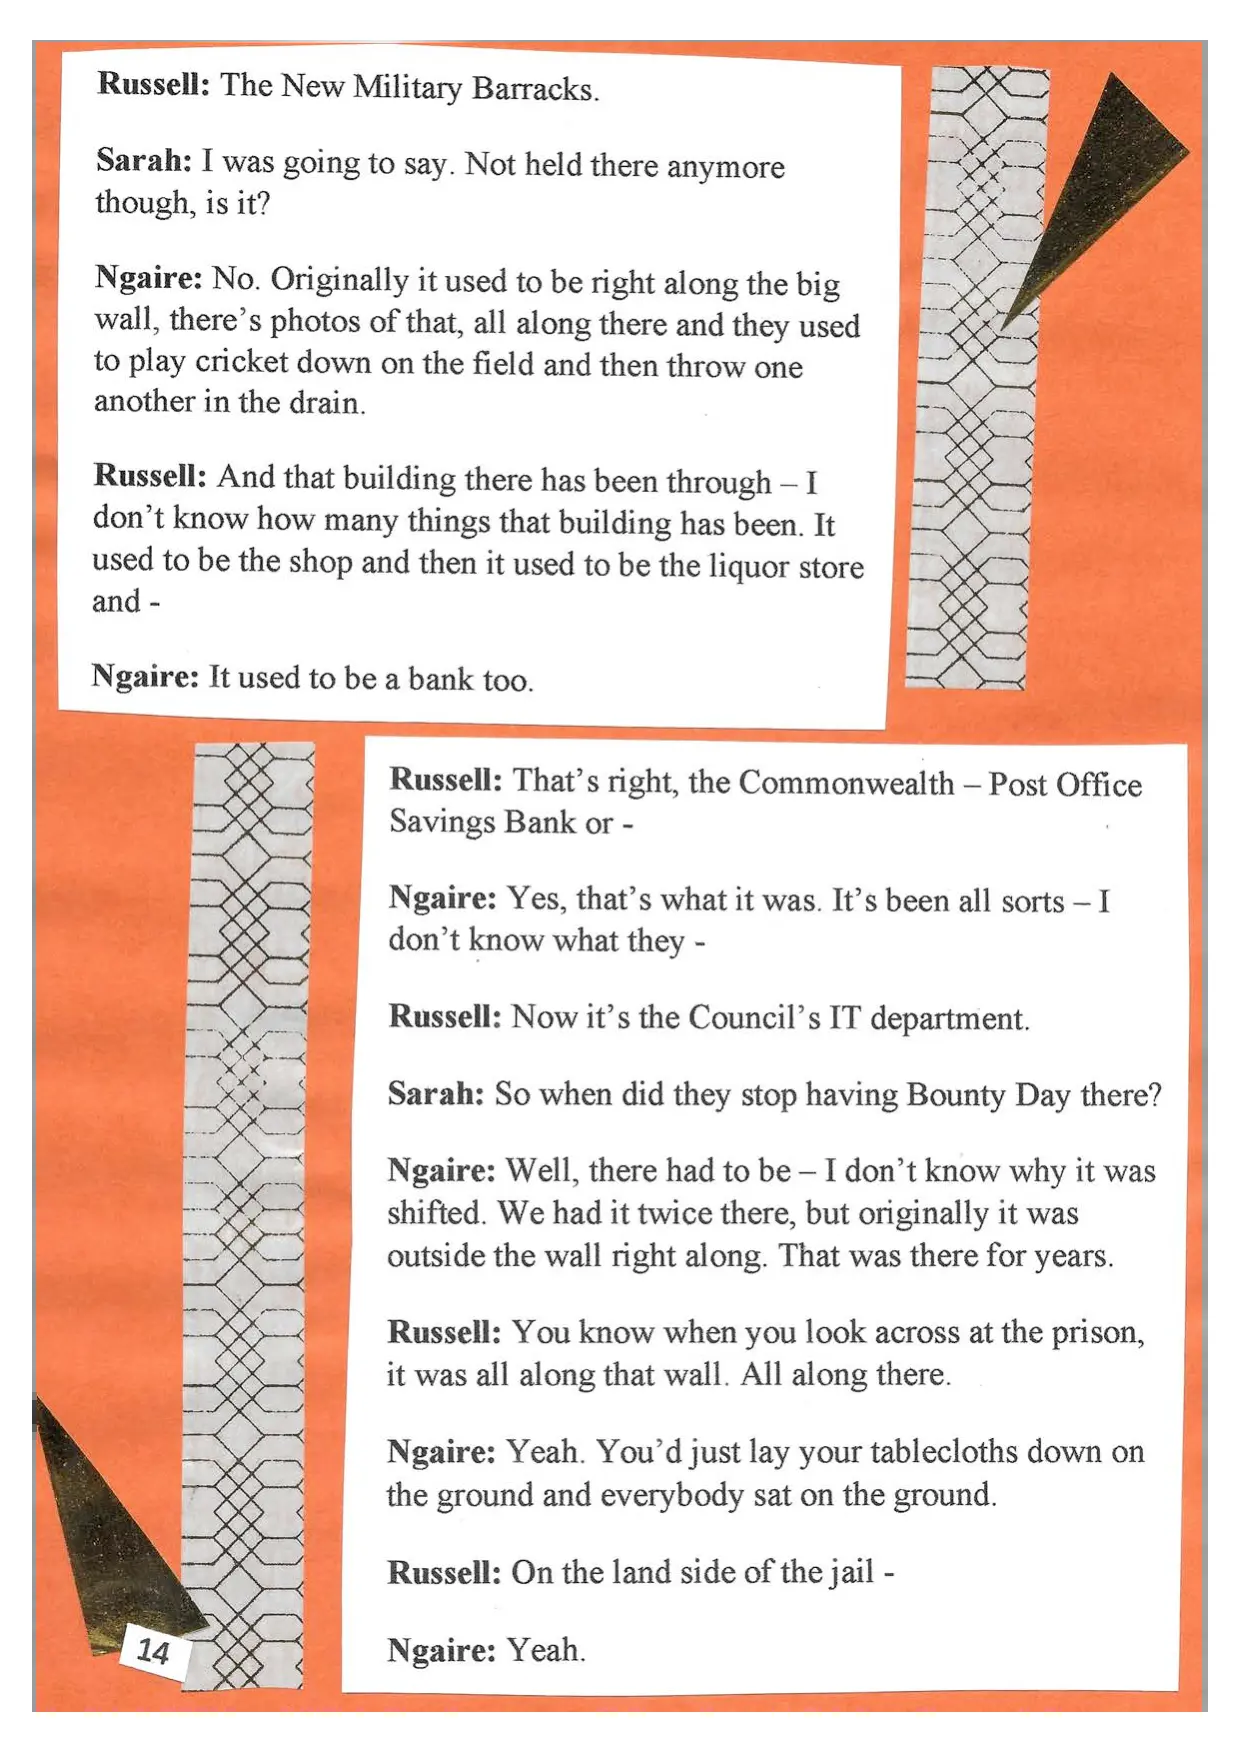 Russell: The New Military Barracks.
Sarah: I was going to say. Not held there anymore
though, is it?
Ngaire: No. Originally it used to be right along the big
wall, there's photos of that, all along there and they used
to play cricket down on the field and then throw one
another in the drain.
Russell: And that building there has been through – I
don't know how many things that building has been. It
used to be the shop and then it used to be the liquor store
and -
Ngaire: It used to be a bank too.
Russell: That's right, the Commonwealth – Post Office
Savings Bank or -
Ngaire: Yes, that's what it was. It's been all sorts – I
don't know what they -
Russell: Now it's the Council's IT department.
Sarah: So when did they stop having Bounty Day there?
Ngaire: Well, there had to be – I don't know why it was
shifted. We had it twice there, but originally it was
outside the wall right along. That was there for years.
Russell: You know when you look across at the prison,
it was all along that wall. All along there.
Ngaire: Yeah. You'd just lay your tablecloths down on
the ground and everybody sat on the ground.
Russell: On the land side of the jail -
Ngaire: Yeah.
14